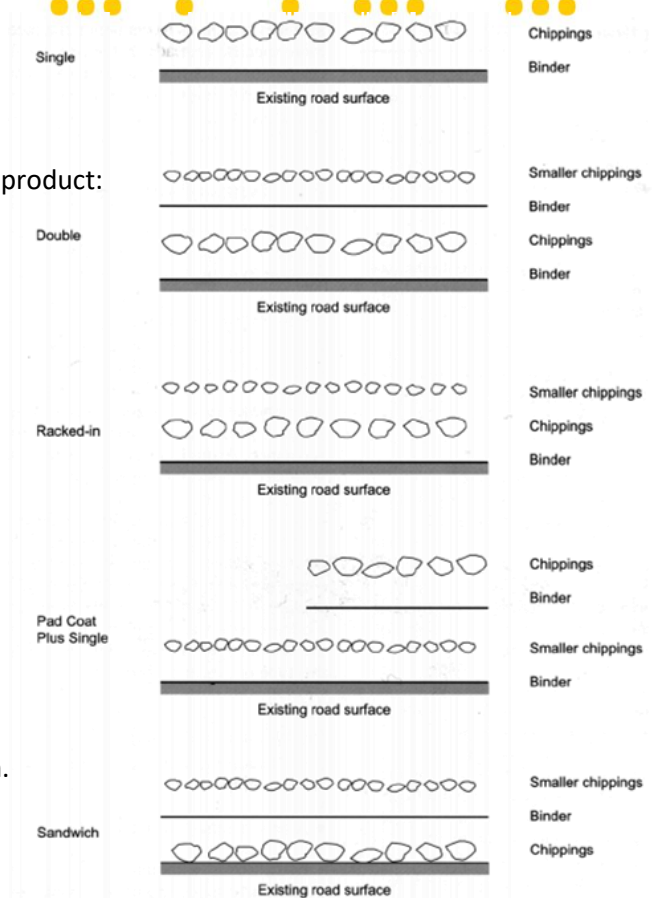 Chippings
Single
Binder
Existing road surface
product:
Smaller chippings
Binder
Double
Chippings
Binder
Existing road surface
Smaller chippings
Racked-in
Chippings
Binder
Existing road surface
Chippings
Binder
Pad Coat
Plus Single
Smaller chippings
Binder
Existing road surface
Smaller chippings
Binder
Sandwich
Chippings
Existing road surface